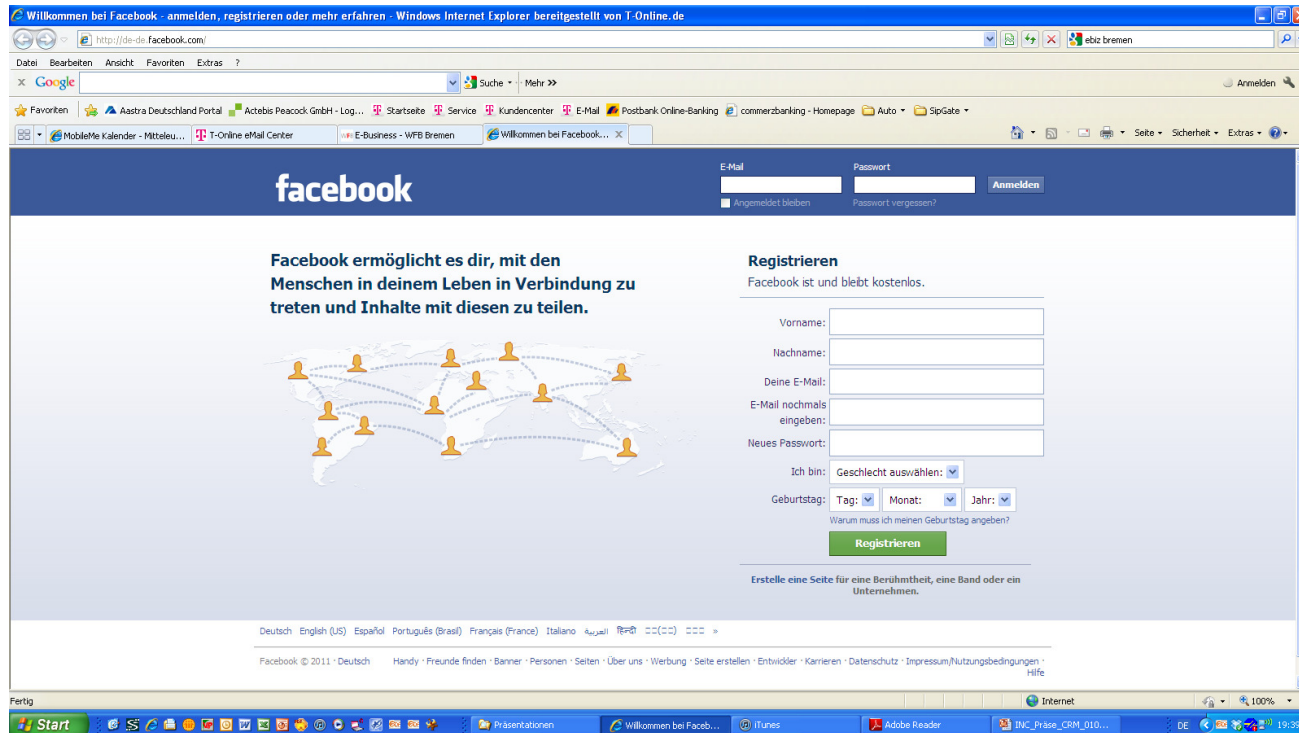 Willkommen bei Facebook - anmelden, registrieren oder mehr erfahren - Windows Internet Explorer bereitgestellt von T-Online.de
http://de-de.facebook.com/
ebiz bremen
Datei Bearbeiten Ansicht Favoriten Extras ?
x Google
Suche
Mehr >>
Anmelden
Favoriten
Aastra Deutschland Portal
Actebis Peacock GmbH - Log...
Startseite
Service
Kundencenter
E-Mail
Postbank Online-Banking
commerzbanking - Homepage
Auto
SipGate
MobileMe Kalender - Mitteleu...
T-Online eMail Center
E-Business - WFB Bremen
Willkommen bei Facebook... X
Seite
Sicherheit
Extras
facebook
E-Mail
Passwort
Anmelden
Angemeldet bleiben
Passwort vergessen?
Facebook ermöglicht es dir, mit den
Menschen in deinem Leben in Verbindung zu
treten und Inhalte mit diesen zu teilen.
Registrieren
Facebook ist und bleibt kostenlos.
Vorname:
Nachname:
Deine E-Mail:
E-Mail nochmals
eingeben:
Neues Passwort:
Ich bin: Geschlecht auswählen:
Geburtstag: Tag: Monat: Jahr:
Warum muss ich meinen Geburtstag angeben?
Registrieren
Erstelle eine Seite für eine Berühmtheit, eine Band oder ein
Unternehmen.
Deutsch English (US) Español Português (Brasil) Français (France) Italiano العربية हिन्दी »
Facebook © 2011 · Deutsch
Handy · Freunde finden · Banner · Personen · Seiten · Über uns · Werbung · Seite erstellen · Entwickler · Karrieren · Datenschutz · Impressum/Nutzungsbedingungen ·
Hilfe
Fertig
Internet
100%
Start
Präsentationen
Willkommen bei Faceb...
iTunes
Adobe Reader
INC_Präse_CRM_010...
DE
19:39